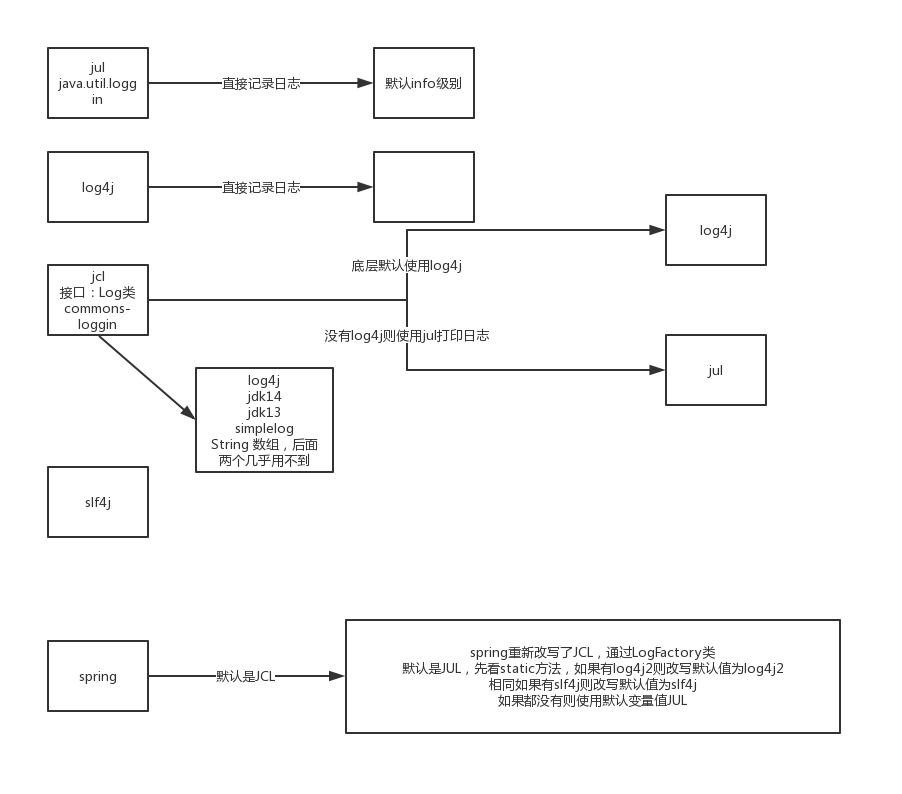 jul
java.util.logg
in
直接记录日志
默认info级别
log4j
直接记录日志
log4j
底层默认使用log4j
jcl
接口：Log类
commons-
loggin
没有log4j则使用jul打印日志
jul
log4j
jdk14
jdk13
simplelog
String 数组，后面
两个几乎用不到
slf4j
spring
默认是JCL
spring重新改写了JCL，通过LogFactory类
默认是JUL，先看static方法，如果有log4j2则改写默认值为log4j2
相同如果有slf4j则改写默认值为slf4j
如果都没有则使用默认变量值JUL